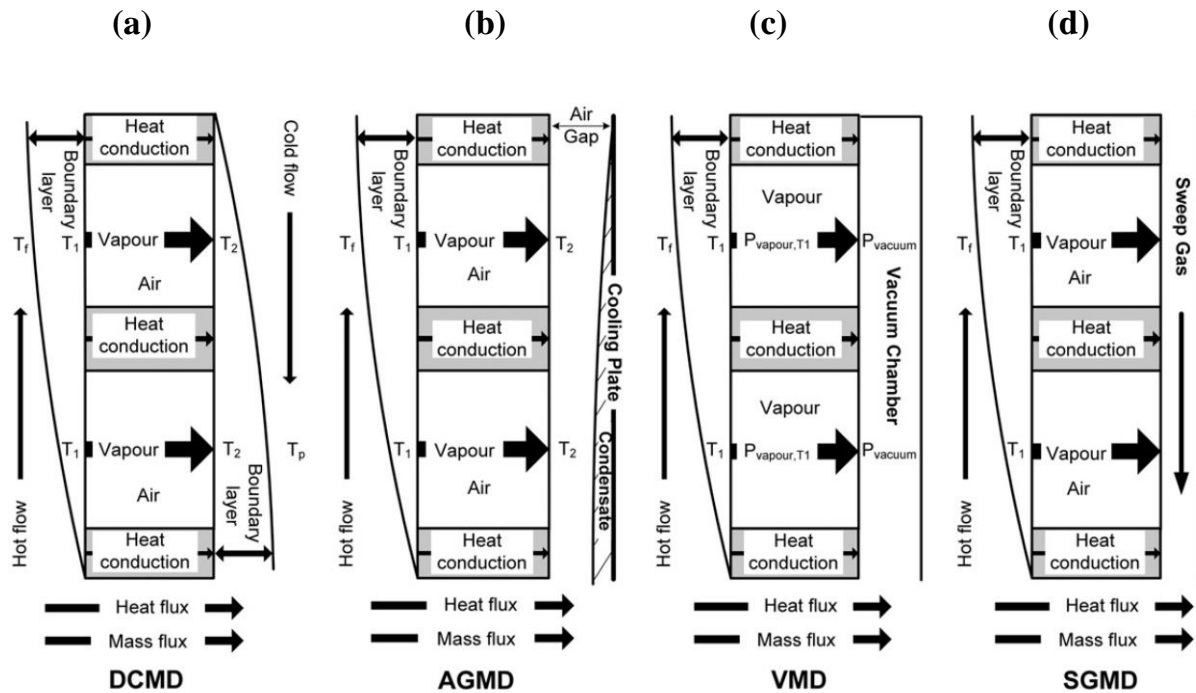 (a)
(b)
(c)
(d)
Heat
conduction
Boundary
layer
Cold flow
T_f
T_1
Vapour
T_2
Air
Heat
conduction
T_1
Vapour
T_2
T_p
Air
Boundary
layer
Hot flow
Heat
conduction
Heat flux
Mass flux
DCMD
Air
Gap
Heat
conduction
Boundary
layer
T_f
T_1
Vapour
T_2
Air
Cooling Plate
Heat
conduction
T_1
Vapour
T_2
Air
Condensate
Hot flow
Heat
conduction
Heat flux
Mass flux
AGMD
Heat
conduction
Boundary
layer
Vapour
T_f
T_1
P_vapour,T1
P_vacuum
Vacuum Chamber
Heat
conduction
Vapour
T_1
P_vapour,T1
P_vacuum
Hot flow
Heat
conduction
Heat flux
Mass flux
VMD
Heat
conduction
Boundary
layer
Sweep Gas
T_f
T_1
Vapour
Air
Heat
conduction
T_1
Vapour
Air
Hot flow
Heat
conduction
Heat flux
Mass flux
SGMD